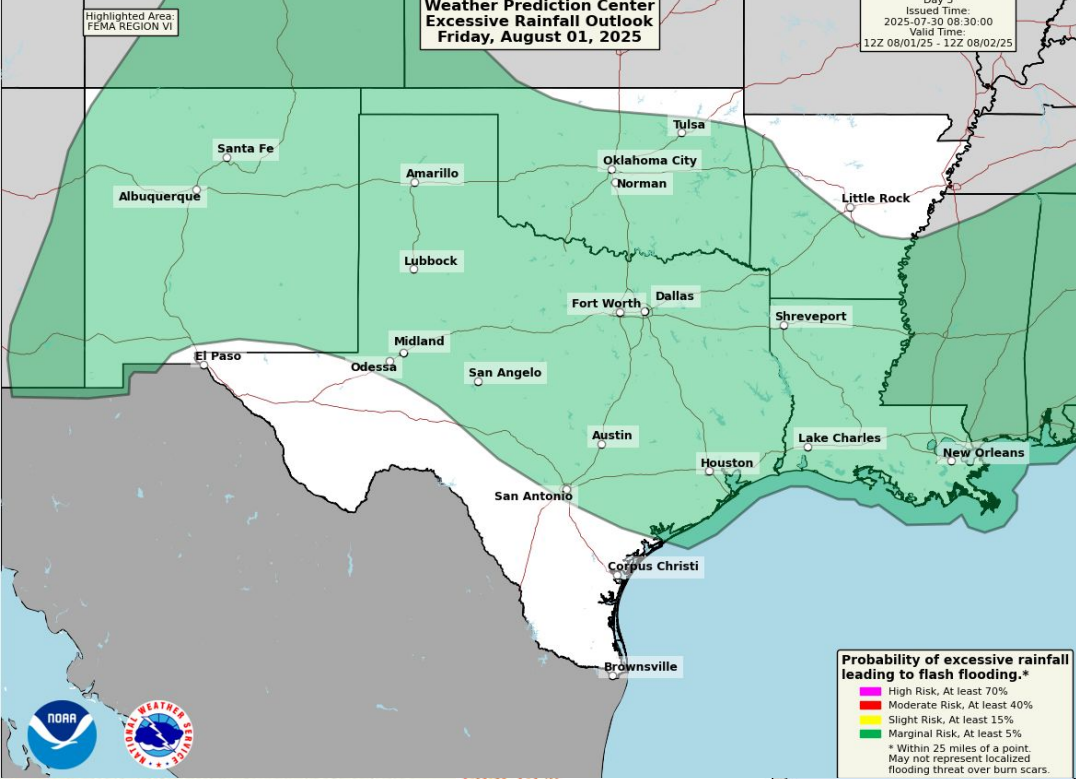 Weather Prediction Center
Excessive Rainfall Outlook
Friday, August 01, 2025
Highlighted Area:
FEMA REGION VI
Issued Time:
2025-07-30 08:30:00
Valid Time:
12Z 08/01/25 - 12Z 08/02/25
Tulsa
Santa Fe
Oklahoma City
Amarillo
Norman
Albuquerque
Little Rock
Lubbock
Dallas
Fort Worth
Shreveport
Midland
El Paso
Odessa
San Angelo
Austin
Lake Charles
New Orleans
Houston
San Antonio
Corpus Christi
Brownsville
Probability of excessive rainfall
leading to flash flooding.*
High Risk, At least 70%
Moderate Risk, At least 40%
Slight Risk, At least 15%
Marginal Risk, At least 5%
* Within 25 miles of a point.
May not represent localized
flooding threat over burn scars.
NOAA
NATIONAL WEATHER SERVICE